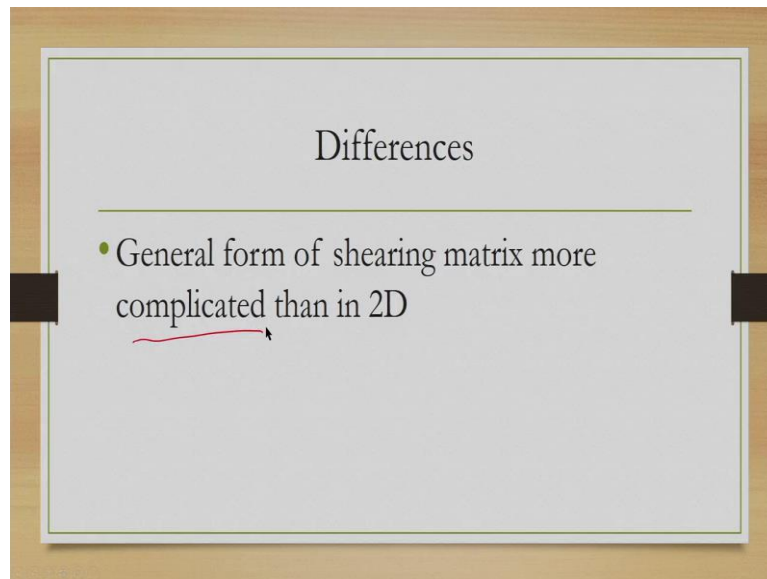 Differences
• General form of shearing matrix more
complicated than in 2D